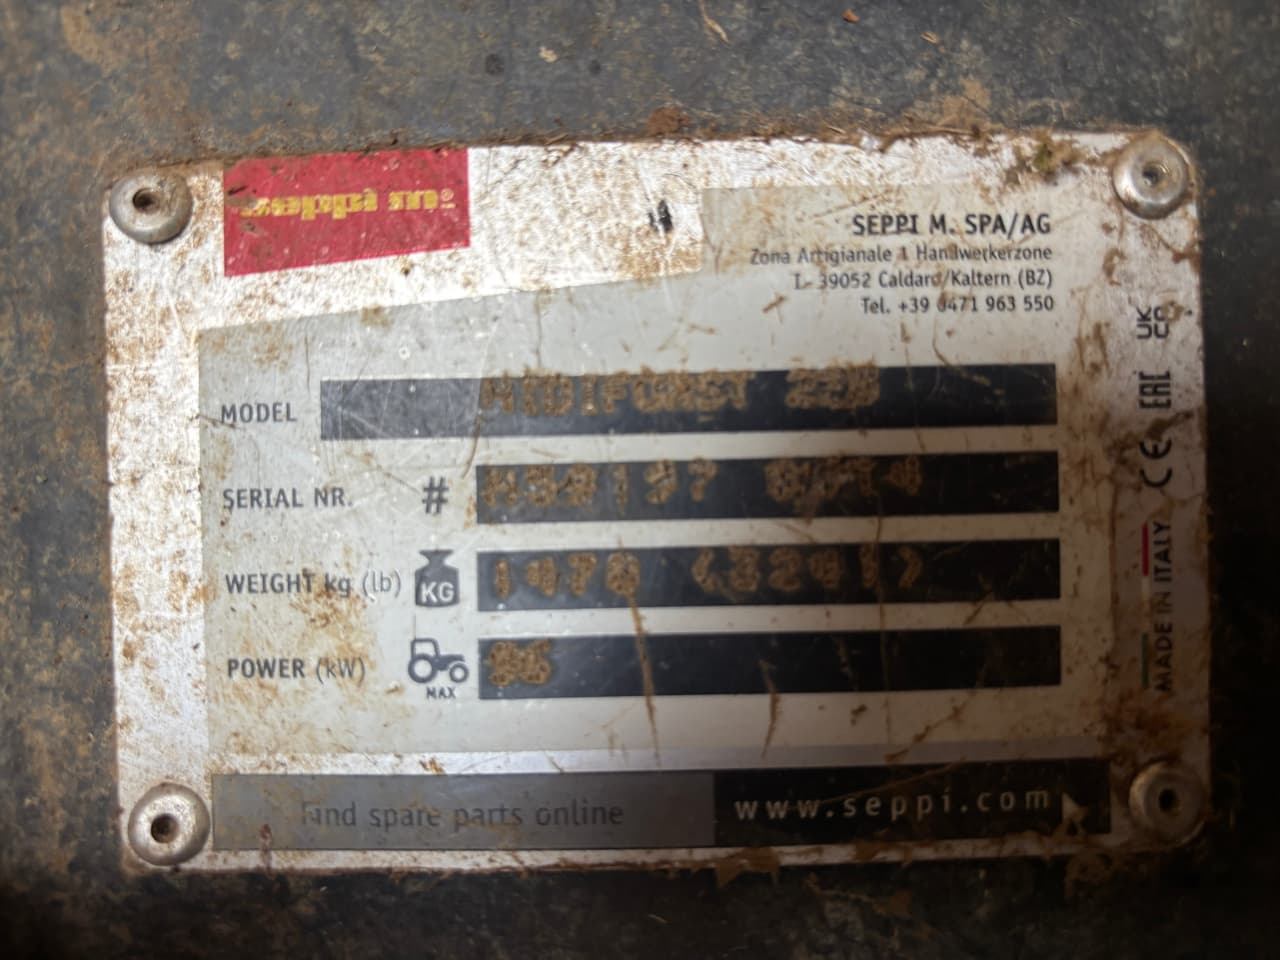 seppi m®
SEPPI M. SPA/AG
Zona Artigianale 1 Handwerkerzone
I- 39052 Caldaro/Kaltern (BZ)
Tel. +39 0471 963 550
MODEL MIDIFORST
SERIAL NR. #
WEIGHT kg (lb) KG 1470 (3241)
POWER (kW) MAX
Find spare parts online www.seppi.com
UK CA EAC CE MADE IN ITALY